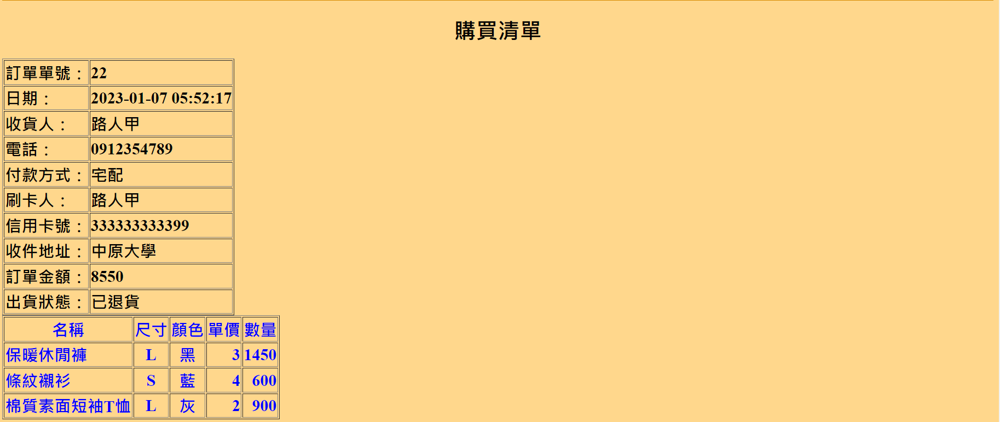 購買清單
訂單單號： 22
日期： 2023-01-07 05:52:17
收貨人： 路人甲
電話： 0912354789
付款方式： 宅配
刷卡人： 路人甲
信用卡號： 333333333399
收件地址： 中原大學
訂單金額： 8550
出貨狀態： 已退貨
名稱 尺寸 顏色 單價 數量
保暖休閒褲 L 黑 3 1450
條紋襯衫 S 藍 4 600
棉質素面短袖T恤 L 灰 2 900